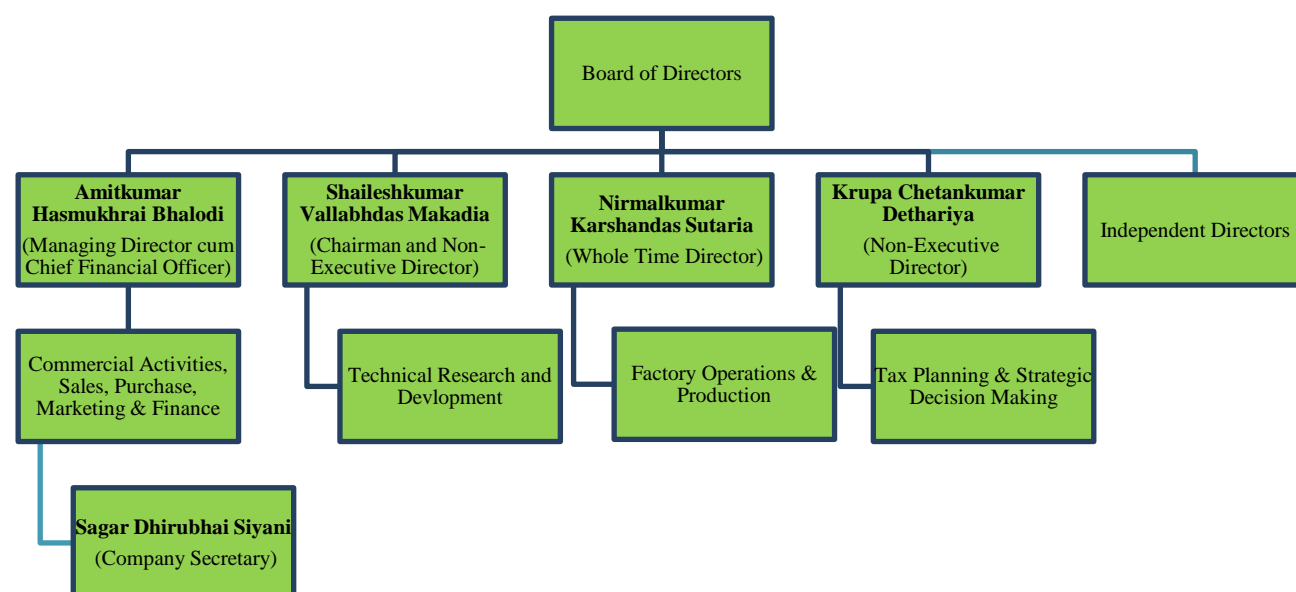 Board of Directors
Amitkumar
Hasmukhrai Bhalodi
(Managing Director cum
Chief Financial Officer)
Shaileshkumar
Vallabhdas Makadia
(Chairman and Non-
Executive Director)
Nirmalkumar
Karshandas Sutaria
(Whole Time Director)
Krupa Chetankumar
Dethariya
(Non-Executive
Director)
Independent Directors
Commercial Activities,
Sales, Purchase,
Marketing & Finance
Technical Research and
Devlopment
Factory Operations &
Production
Tax Planning & Strategic
Decision Making
Sagar Dhirubhai Siyani
(Company Secretary)